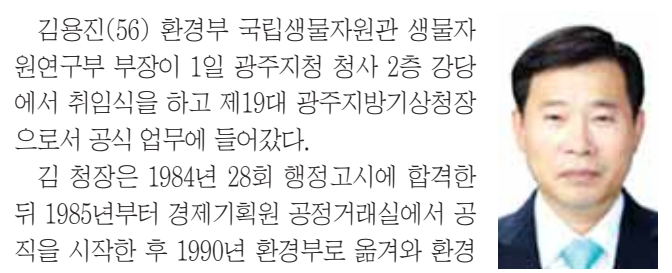 김용진(56) 환경부 국립생물자원관 생물자
원연구부 부장이 1일 광주지청 청사 2층 강당
에서 취임식을 하고 제19대 광주지방기상청장
으로서 공식 업무에 들어갔다.
김 청장은 1984년 28회 행정고시에 합격한
뒤 1985년부터 경제기획원 공정거래실에서 공
직을 시작한 후 1990년 환경부로 옮겨와 환경